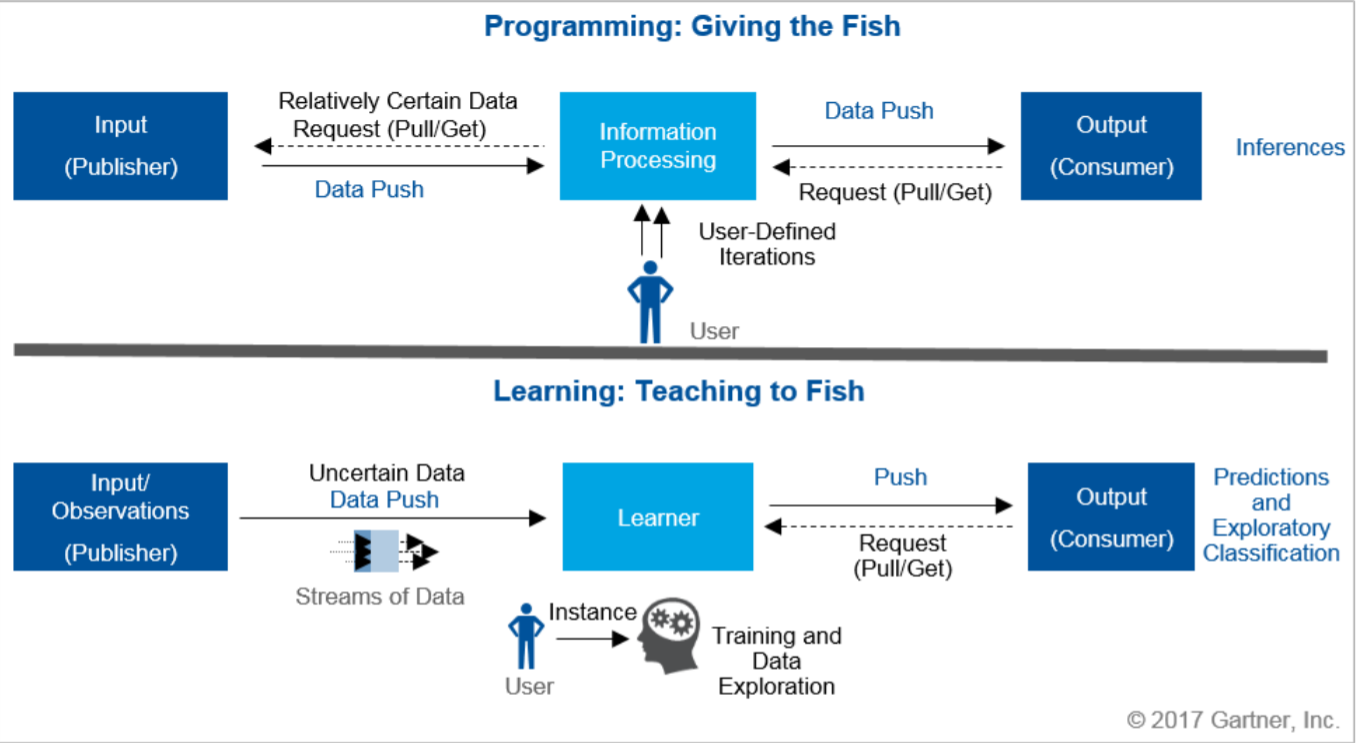 Programming: Giving the Fish
Input
(Publisher)
Relatively Certain Data
Request (Pull/Get)
Data Push
Information
Processing
Data Push
Request (Pull/Get)
Output
(Consumer)
Inferences
User-Defined
Iterations
User
Learning: Teaching to Fish
Input/
Observations
(Publisher)
Uncertain Data
Data Push
Streams of Data
Learner
Push
Request
(Pull/Get)
Output
(Consumer)
Predictions
and
Exploratory
Classification
Instance
User
Training and
Data
Exploration
© 2017 Gartner, Inc.